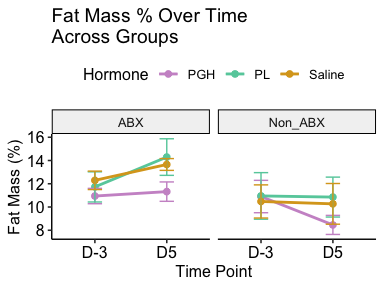 Fat Mass % Over Time
Across Groups
Hormone PGH PL Saline
ABX Non_ABX
Fat Mass (%)
16
14
12
10
8
D-3 D5 D-3 D5
Time Point